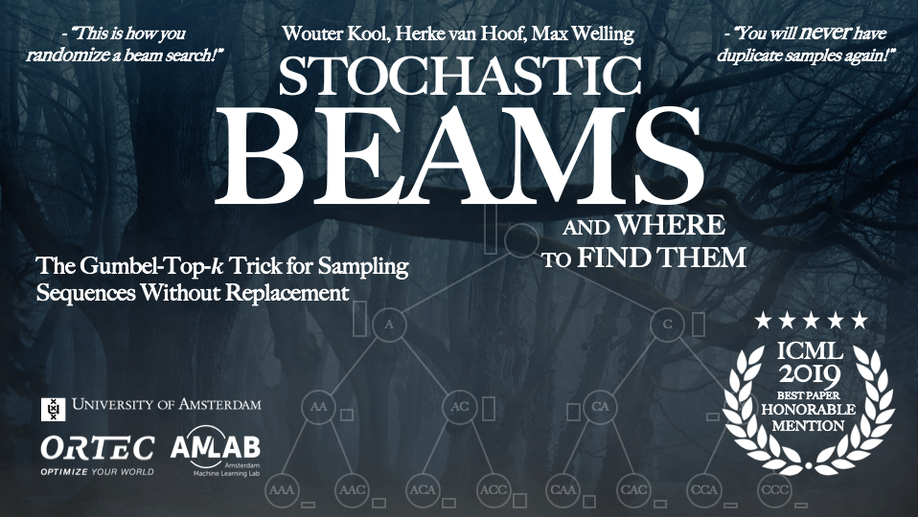 - "This is how you
randomize a beam search!"
Wouter Kool, Herke van Hoof, Max Welling
- "You will never have
duplicate samples again!"
STOCHASTIC
BEAMS
AND WHERE
TO FIND THEM
The Gumbel-Top-k Trick for Sampling
Sequences Without Replacement
A
C
ICML
2019
BEST PAPER
HONORABLE
MENTION
UNIVERSITY OF AMSTERDAM
AA
AC
CA
ORTEC
OPTIMIZE YOUR WORLD
AMLAB
Amsterdam
Machine Learning Lab
AAA
AAC
ACA
ACC
CAA
CAC
CCA
CCC